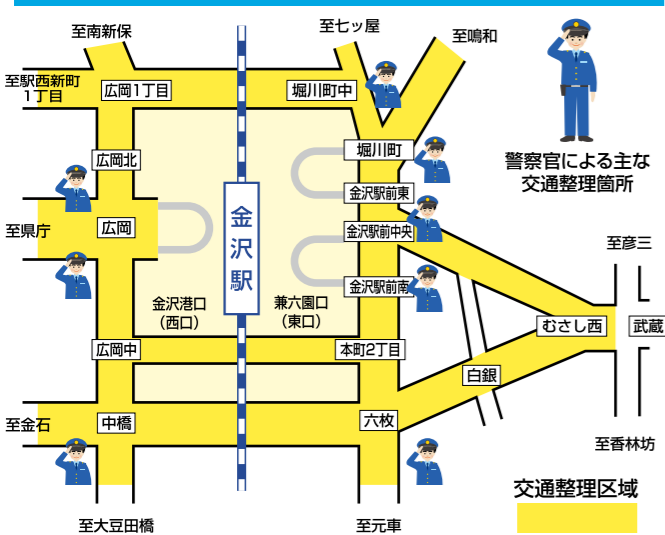 至南新保
至七ッ屋
至鳴和
至駅西新町
1丁目
広岡1丁目
堀川町中
広岡北
堀川町
警察官による主な
交通整理箇所
金沢駅前東
至県庁
広岡
金沢駅
金沢駅前中央
至彦三
金沢駅前南
金沢港口
(西口)
兼六園口
(東口)
むさし西
武蔵
広岡中
本町2丁目
白銀
至金石
中橋
六枚
至香林坊
交通整理区域
至大豆田橋
至元車